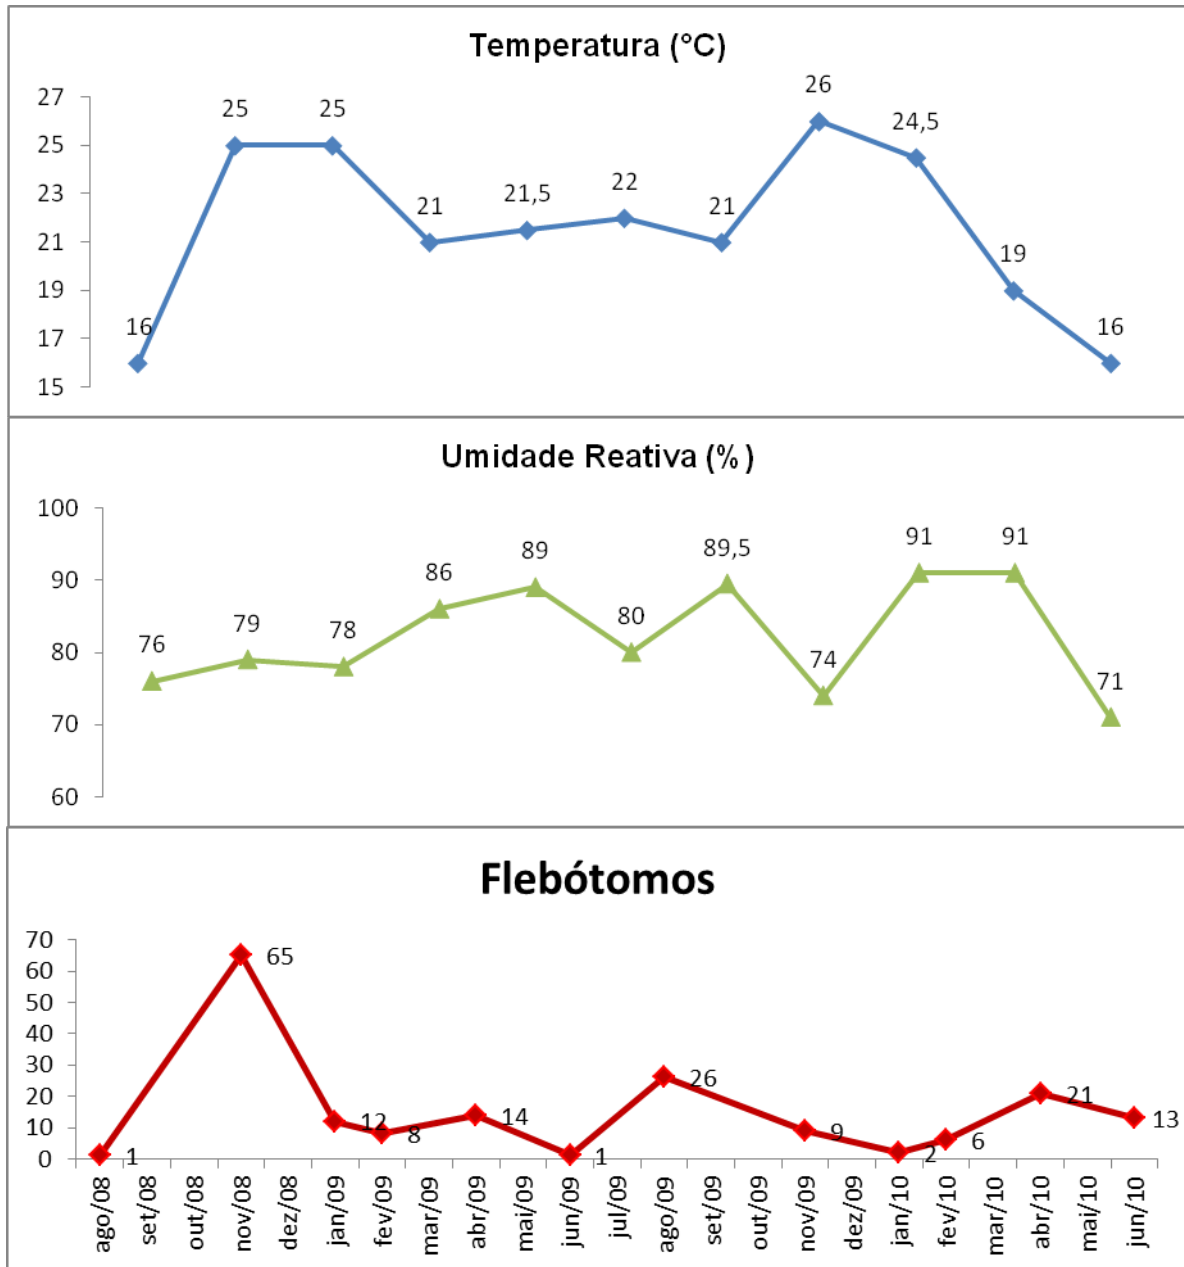 Temperatura (°C)
27
25
23
21
19
17
15
16
25
25
21
21,5
22
21
26
24,5
19
16
Umidade Reativa (%)
100
90
80
70
60
76
79
78
86
89
80
89,5
74
91
91
71
Flebótomos
70
60
50
40
30
20
10
0
1
65
12
8
14
1
26
9
2
6
21
13
ago/08
set/08
out/08
nov/08
dez/08
jan/09
fev/09
mar/09
abr/09
mai/09
jun/09
jul/09
ago/09
set/09
out/09
nov/09
dez/09
jan/10
fev/10
mar/10
abr/10
mai/10
jun/10